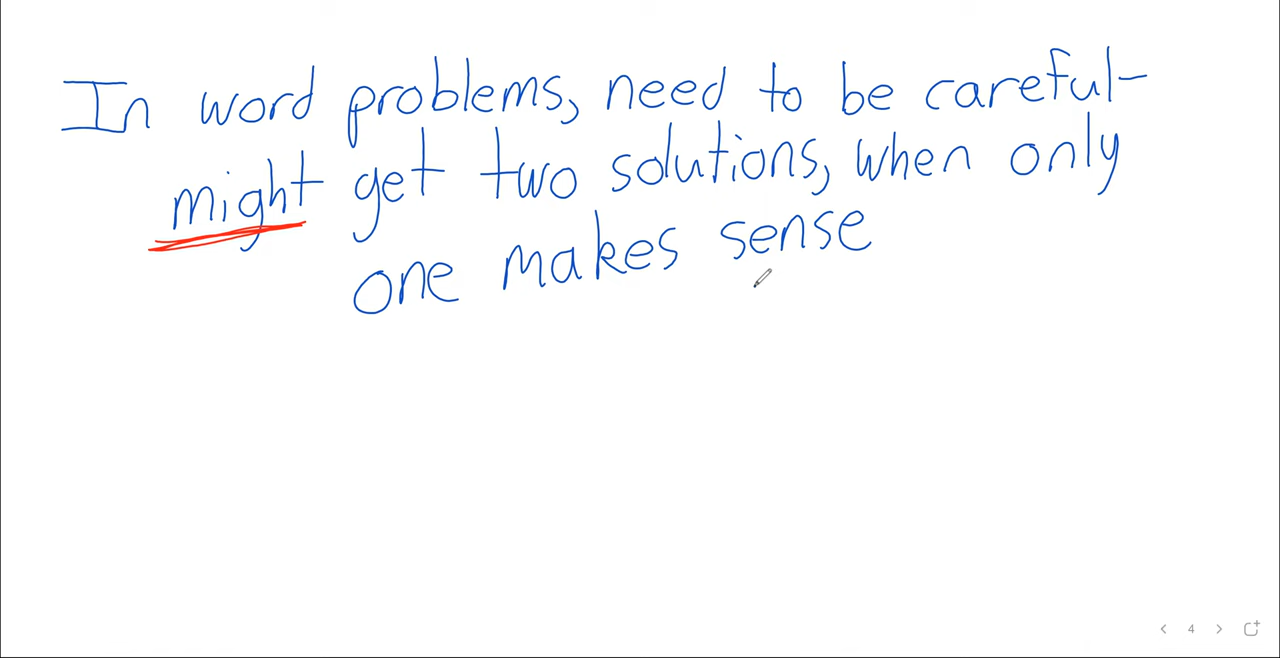 In word problems, need to be careful-
might get two solutions, when only
one makes sense
4